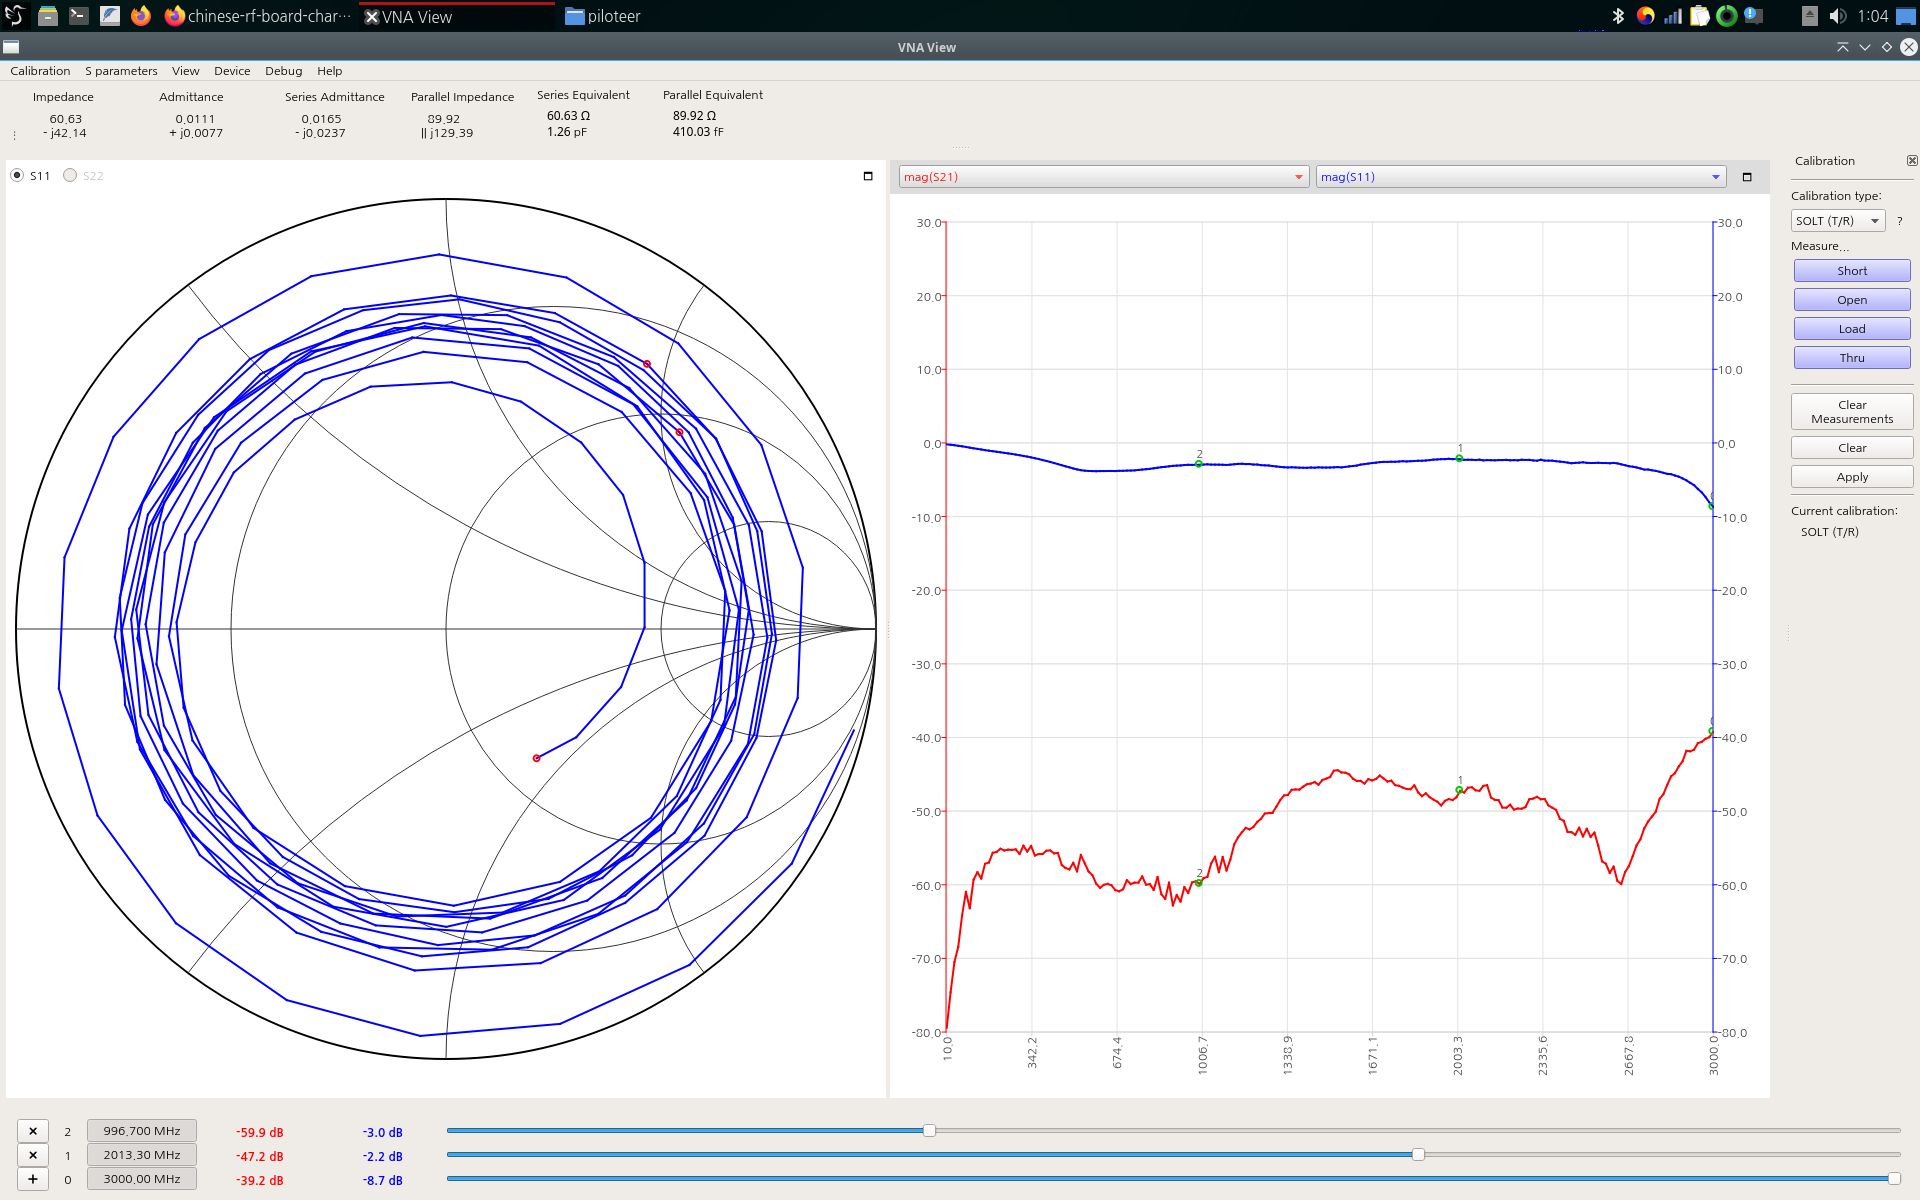 chinese-rf-board-char··· VNA View piloteer 1:04
VNA View
Calibration S parameters View Device Debug Help
Impedance Admittance Series Admittance Parallel Impedance Series Equivalent Parallel Equivalent
60.63 0.0111 0.0165 89.92 60.63 Ω 89.92 Ω
- j42.14 + j0.0077 - j0.0237 || j129.39 1.26 pF 410.03 fF
S11 S22
mag(S21) mag(S11)
30.0 30.0
20.0 20.0
10.0 10.0
0.0 0.0
-10.0 -10.0
-20.0 -20.0
-30.0 -30.0
-40.0 -40.0
-50.0 -50.0
-60.0 -60.0
-70.0 -70.0
-80.0 -80.0
2 1
1
2
10.0 342.2 674.4 1006.7 1338.9 1671.1 2003.3 2335.6 2667.8 3000.0
Calibration
Calibration type:
SOLT (T/R) ?
Measure...
Short
Open
Load
Thru
Clear
Measurements
Clear
Apply
Current calibration:
SOLT (T/R)
× 2 996.700 MHz -59.9 dB -3.0 dB
× 1 2013.30 MHz -47.2 dB -2.2 dB
+ 0 3000.00 MHz -39.2 dB -8.7 dB